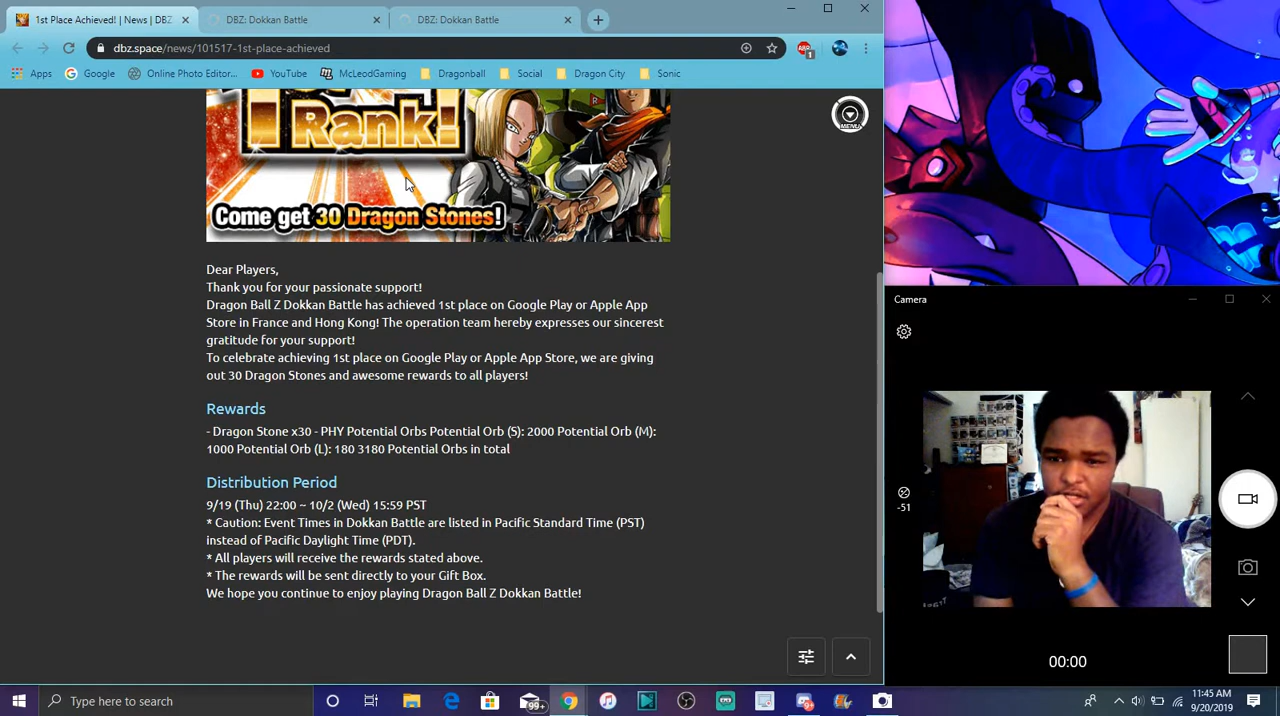 1st Place Achieved! | News | DBZ
DBZ: Dokkan Battle
DBZ: Dokkan Battle
dbz.space/news/101517-1st-place-achieved
ABP
1
Apps
Google
Online Photo Editor...
YouTube
McLeodGaming
Dragonball
Social
Dragon City
Sonic
MENU
1 Rank!
R
Come get 30 Dragon Stones!
Dear Players,
Thank you for your passionate support!
Dragon Ball Z Dokkan Battle has achieved 1st place on Google Play or Apple App
Store in France and Hong Kong! The operation team hereby expresses our sincerest
gratitude for your support!
To celebrate achieving 1st place on Google Play or Apple App Store, we are giving
out 30 Dragon Stones and awesome rewards to all players!
Rewards
- Dragon Stone x30 - PHY Potential Orbs Potential Orb (S): 2000 Potential Orb (M):
1000 Potential Orb (L): 180 3180 Potential Orbs in total
Distribution Period
9/19 (Thu) 22:00 ~ 10/2 (Wed) 15:59 PST
* Caution: Event Times in Dokkan Battle are listed in Pacific Standard Time (PST)
instead of Pacific Daylight Time (PDT).
* All players will receive the rewards stated above.
* The rewards will be sent directly to your Gift Box.
We hope you continue to enjoy playing Dragon Ball Z Dokkan Battle!
Camera
-51
00:00
Type here to search
99+
9+
11:45 AM
9/20/2019